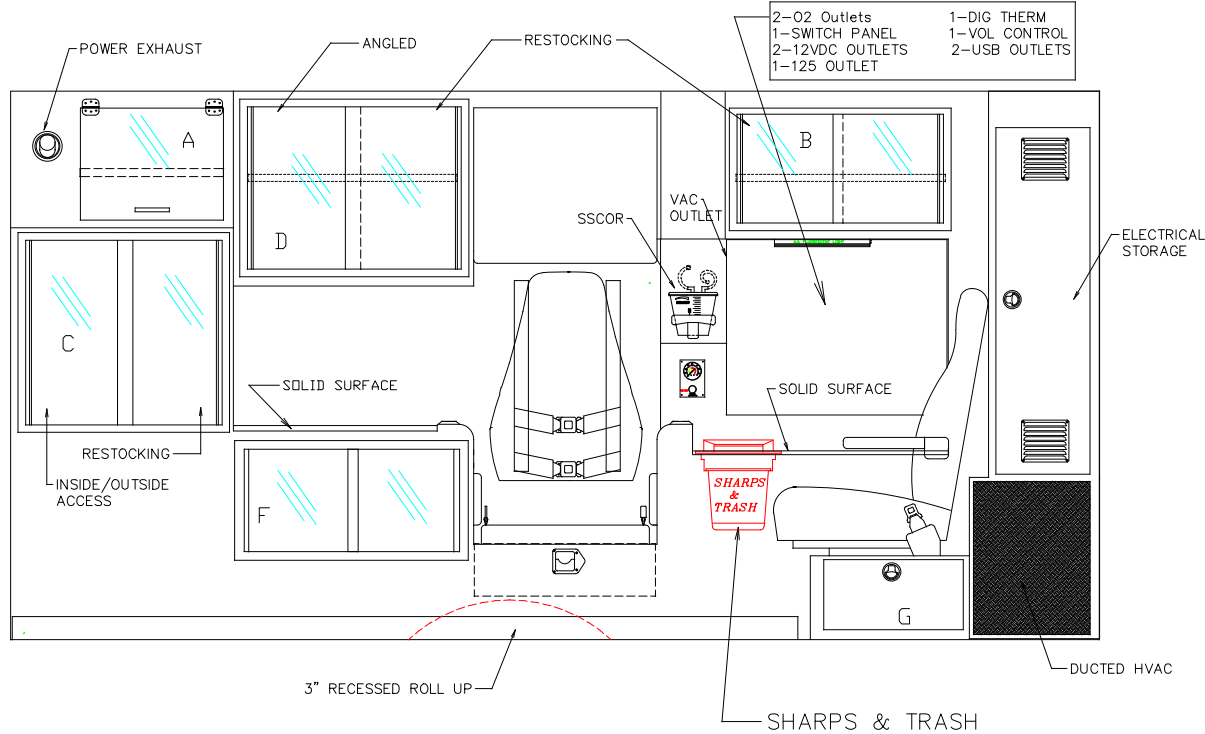 2-O2 Outlets 1-DIG THERM
1-SWITCH PANEL 1-VOL CONTROL
2-12VDC OUTLETS 2-USB OUTLETS
1-125 OUTLET
POWER EXHAUST
ANGLED
RESTOCKING
A
B
D
C
VAC
OUTLET
SSCOR
ELECTRICAL
STORAGE
SOLID SURFACE
SOLID SURFACE
RESTOCKING
INSIDE/OUTSIDE
ACCESS
F
SHARPS
&
TRASH
G
3" RECESSED ROLL UP
DUCTED HVAC
SHARPS & TRASH